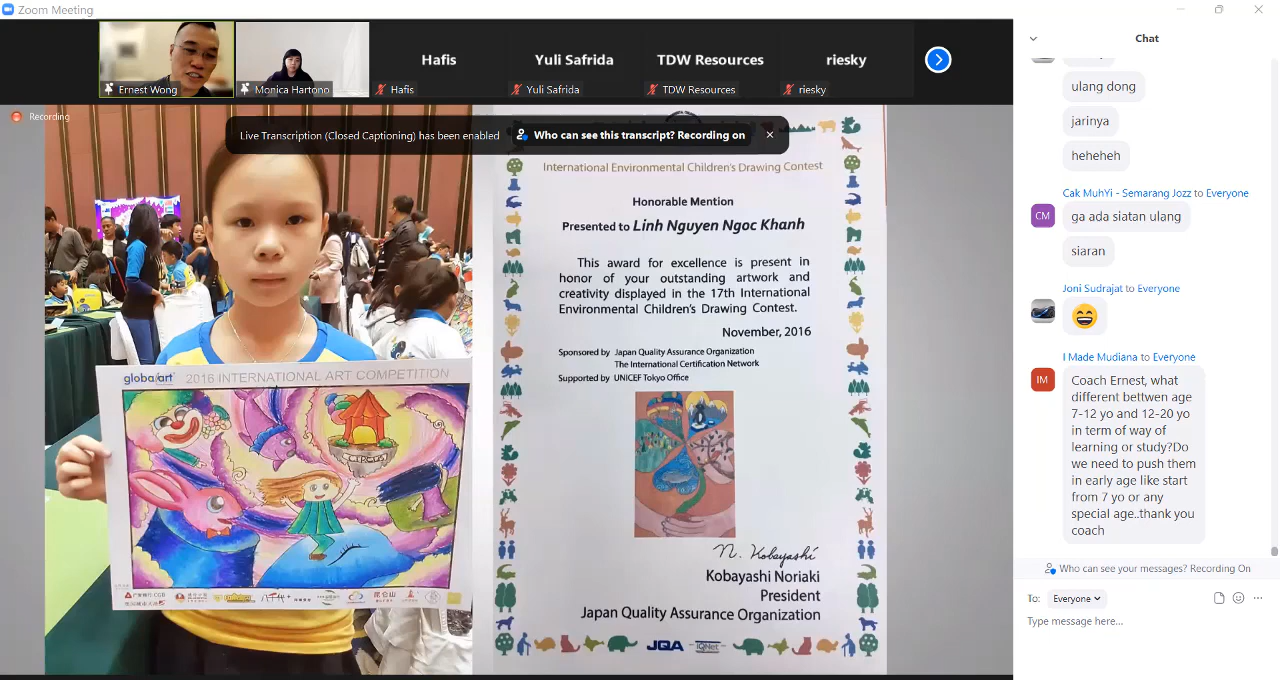 Zoom Meeting
Hafis
Yuli Safrida
TDW Resources
riesky
Ernest Wong
Monica Hartono
Hafis
Yuli Safrida
TDW Resources
riesky
Recording
Live Transcription (Closed Captioning) has been enabled
Who can see this transcript? Recording on
globalart 2016 INTERNATIONAL ART COMPETITION
CIRCUS
International Environmental Children's Drawing Contest
Honorable Mention
Presented to Linh Nguyen Ngoc Khanh
This award for excellence is present in
honor of your outstanding artwork and
creativity displayed in the 17th International
Environmental Children's Drawing Contest.
November, 2016
Sponsored by Japan Quality Assurance Organization
The International Certification Network
Supported by UNICEF Tokyo Office
N. Kobayashi
Kobayashi Noriaki
President
Japan Quality Assurance Organization
JQA IQNet
Chat
ulang dong
jarinya
heheheh
Cak MuhYi - Semarang Jozz to Everyone
CM
ga ada siatan ulang
siaran
Joni Sudrajat to Everyone
I Made Mudiana to Everyone
IM
Coach Ernest, what
different bettwen age
7-12 yo and 12-20 yo
in term of way of
learning or study?Do
we need to push them
in early age like start
from 7 yo or any
special age..thank you
coach
Who can see your messages? Recording On
To: Everyone
Type message here...